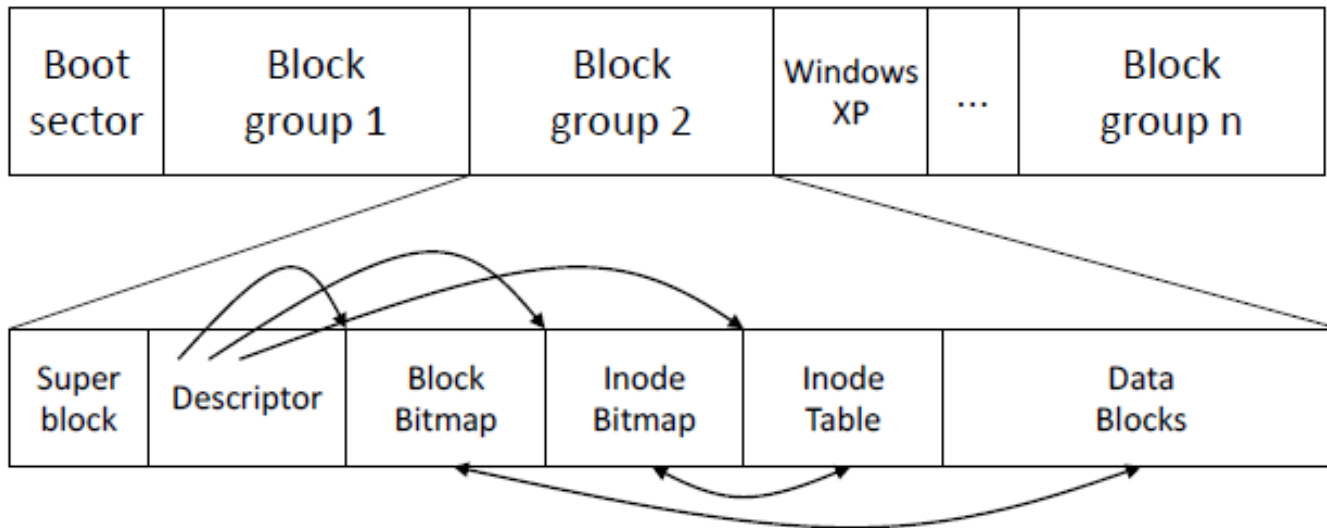 Boot
sector
Block
group 1
Block
group 2
Windows
XP
...
Block
group n
Super
block
Descriptor
Block
Bitmap
Inode
Bitmap
Inode
Table
Data
Blocks